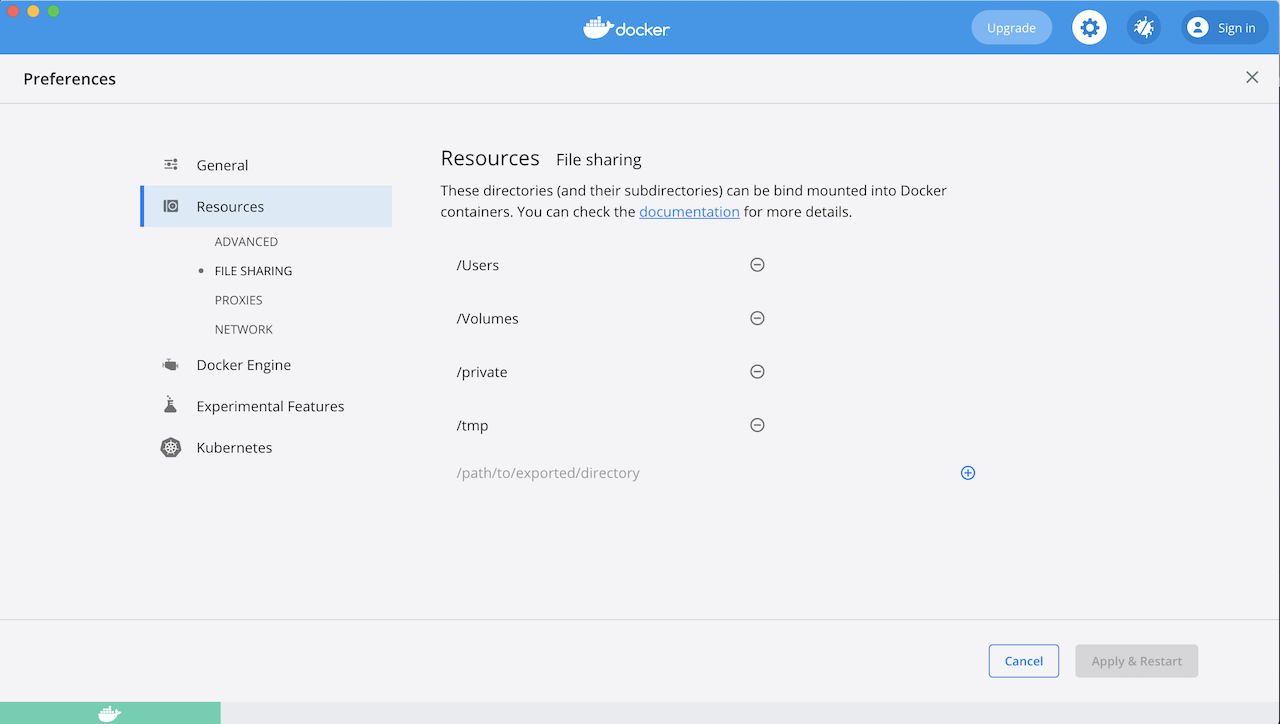 docker
Upgrade
Sign in
Preferences
General
Resources
ADVANCED
FILE SHARING
PROXIES
NETWORK
Docker Engine
Experimental Features
Kubernetes
Resources File sharing
These directories (and their subdirectories) can be bind mounted into Docker
containers. You can check the documentation for more details.
/Users
/Volumes
/private
/tmp
/path/to/exported/directory
Cancel
Apply & Restart